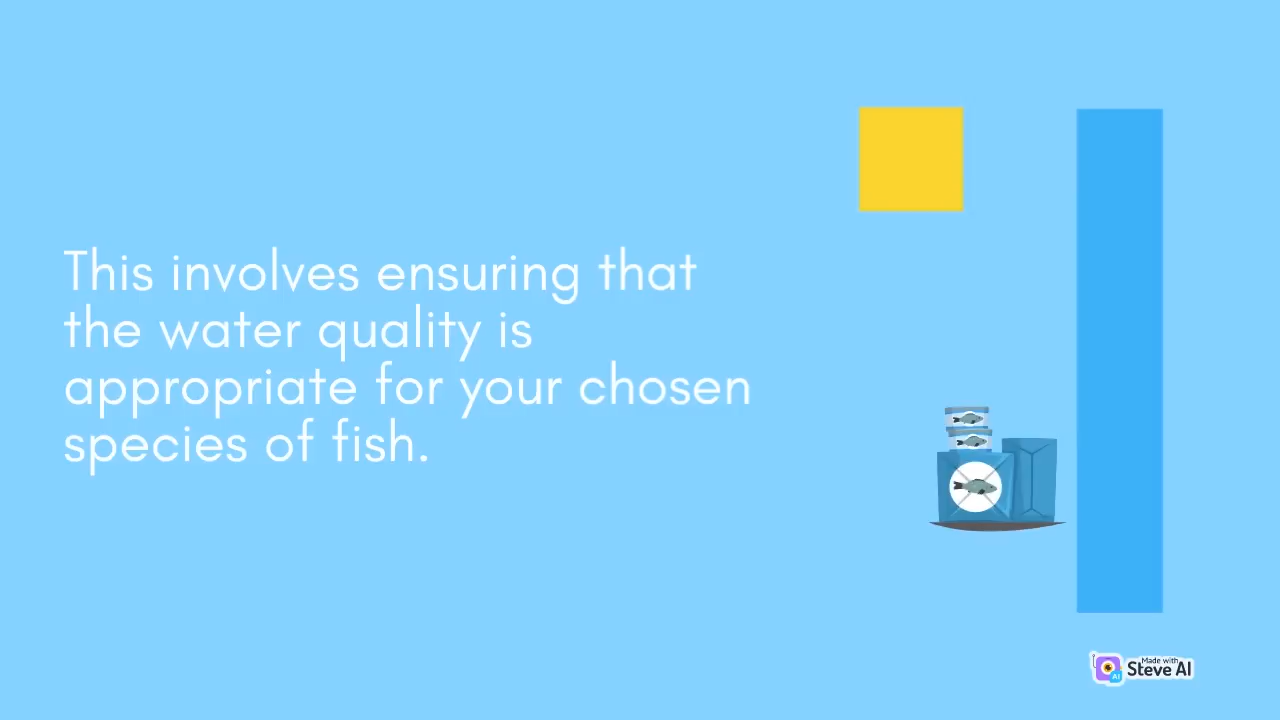 This involves ensuring that
the water quality is
appropriate for your chosen
species of fish.
Made with
Steve AI
AI